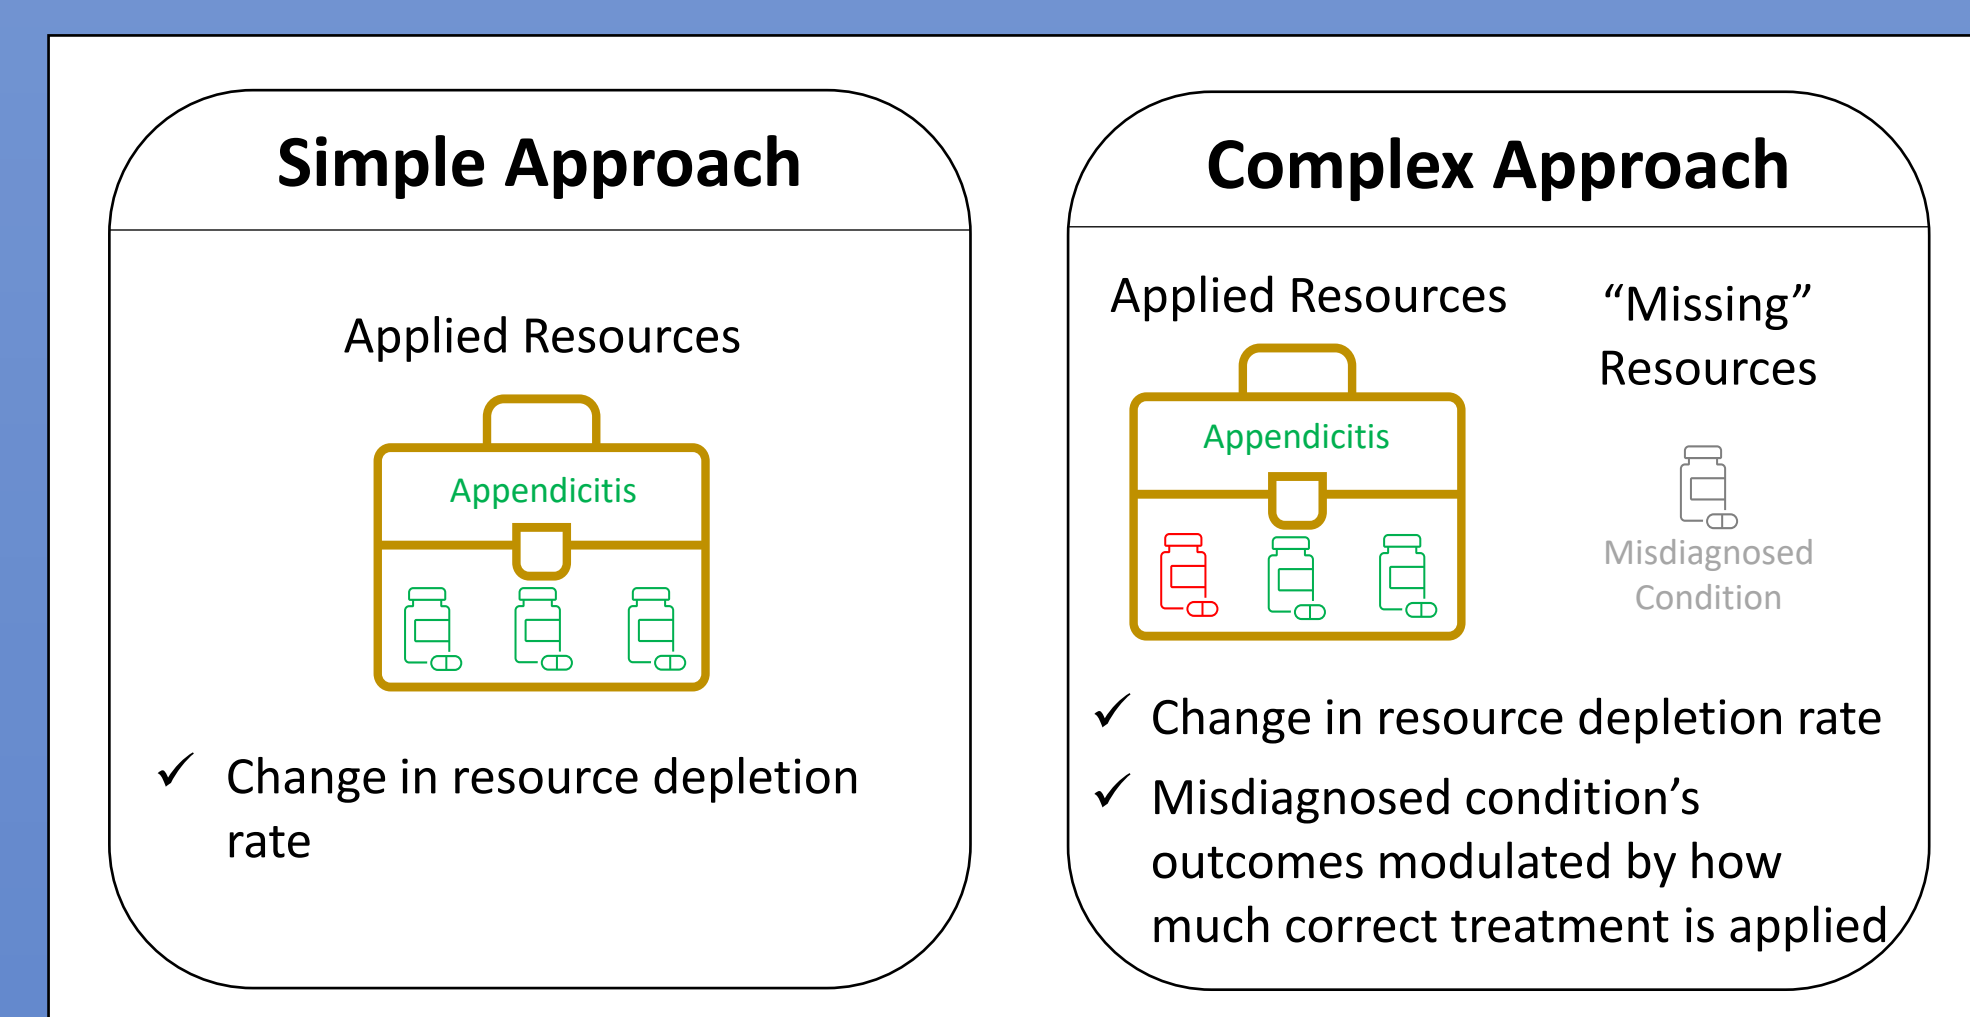 Simple Approach
Applied Resources
Appendicitis
✓ Change in resource depletion
rate
Complex Approach
Applied Resources
Appendicitis
“Missing”
Resources
Misdiagnosed
Condition
✓ Change in resource depletion rate
✓ Misdiagnosed condition’s
outcomes modulated by how
much correct treatment is applied